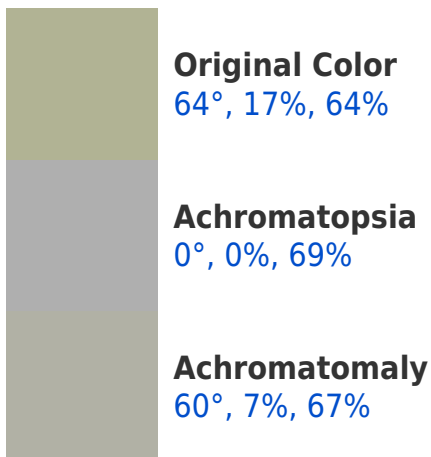 Original Color
64°, 17%, 64%
Achromatopsia
0°, 0%, 69%
Achromatomaly
60°, 7%, 67%